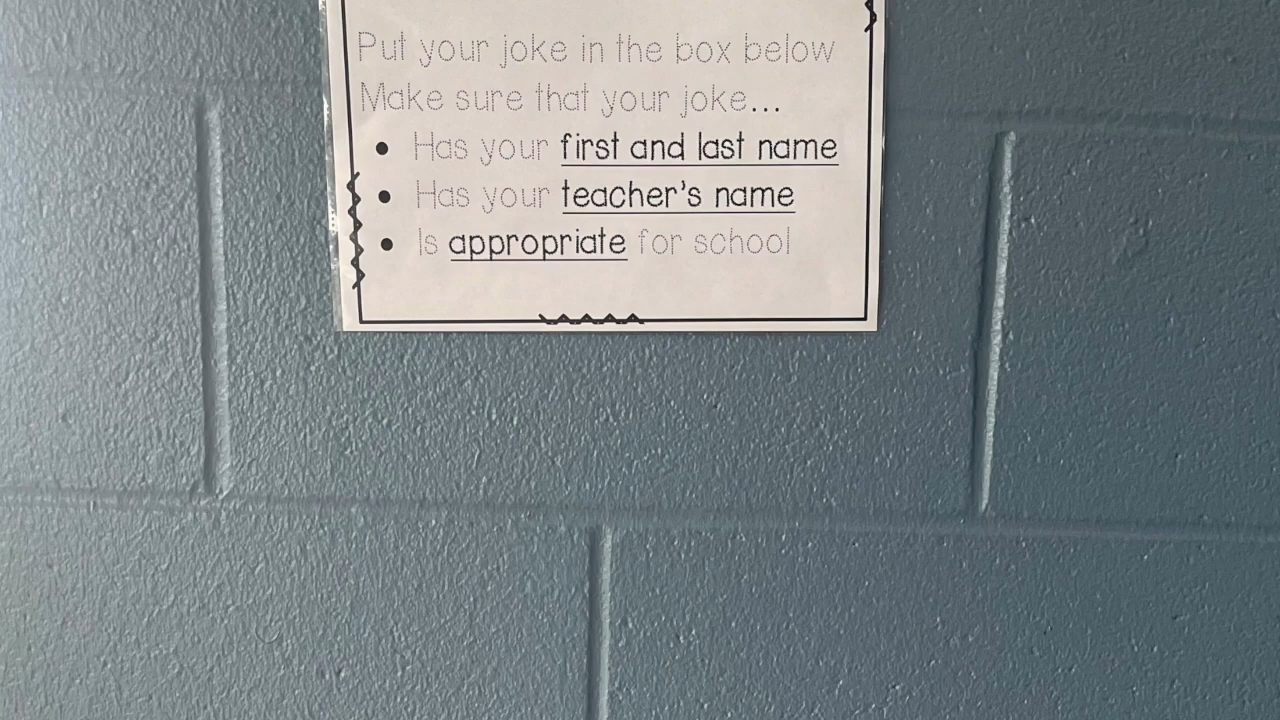 Put your joke in the box below
Make sure that your joke...
• Has your first and last name
• Has your teacher's name
• Is appropriate for school